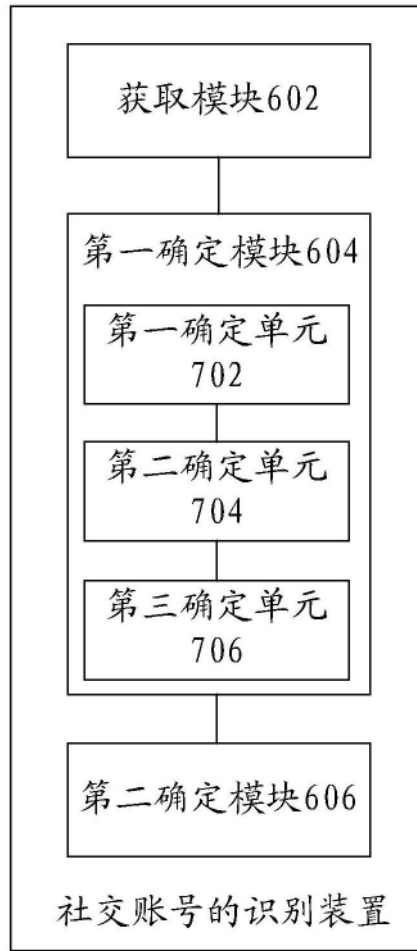 获取模块602
第一确定模块604
第一确定单元
702
第二确定单元
704
第三确定单元
706
第二确定模块606
社交账号的识别装置